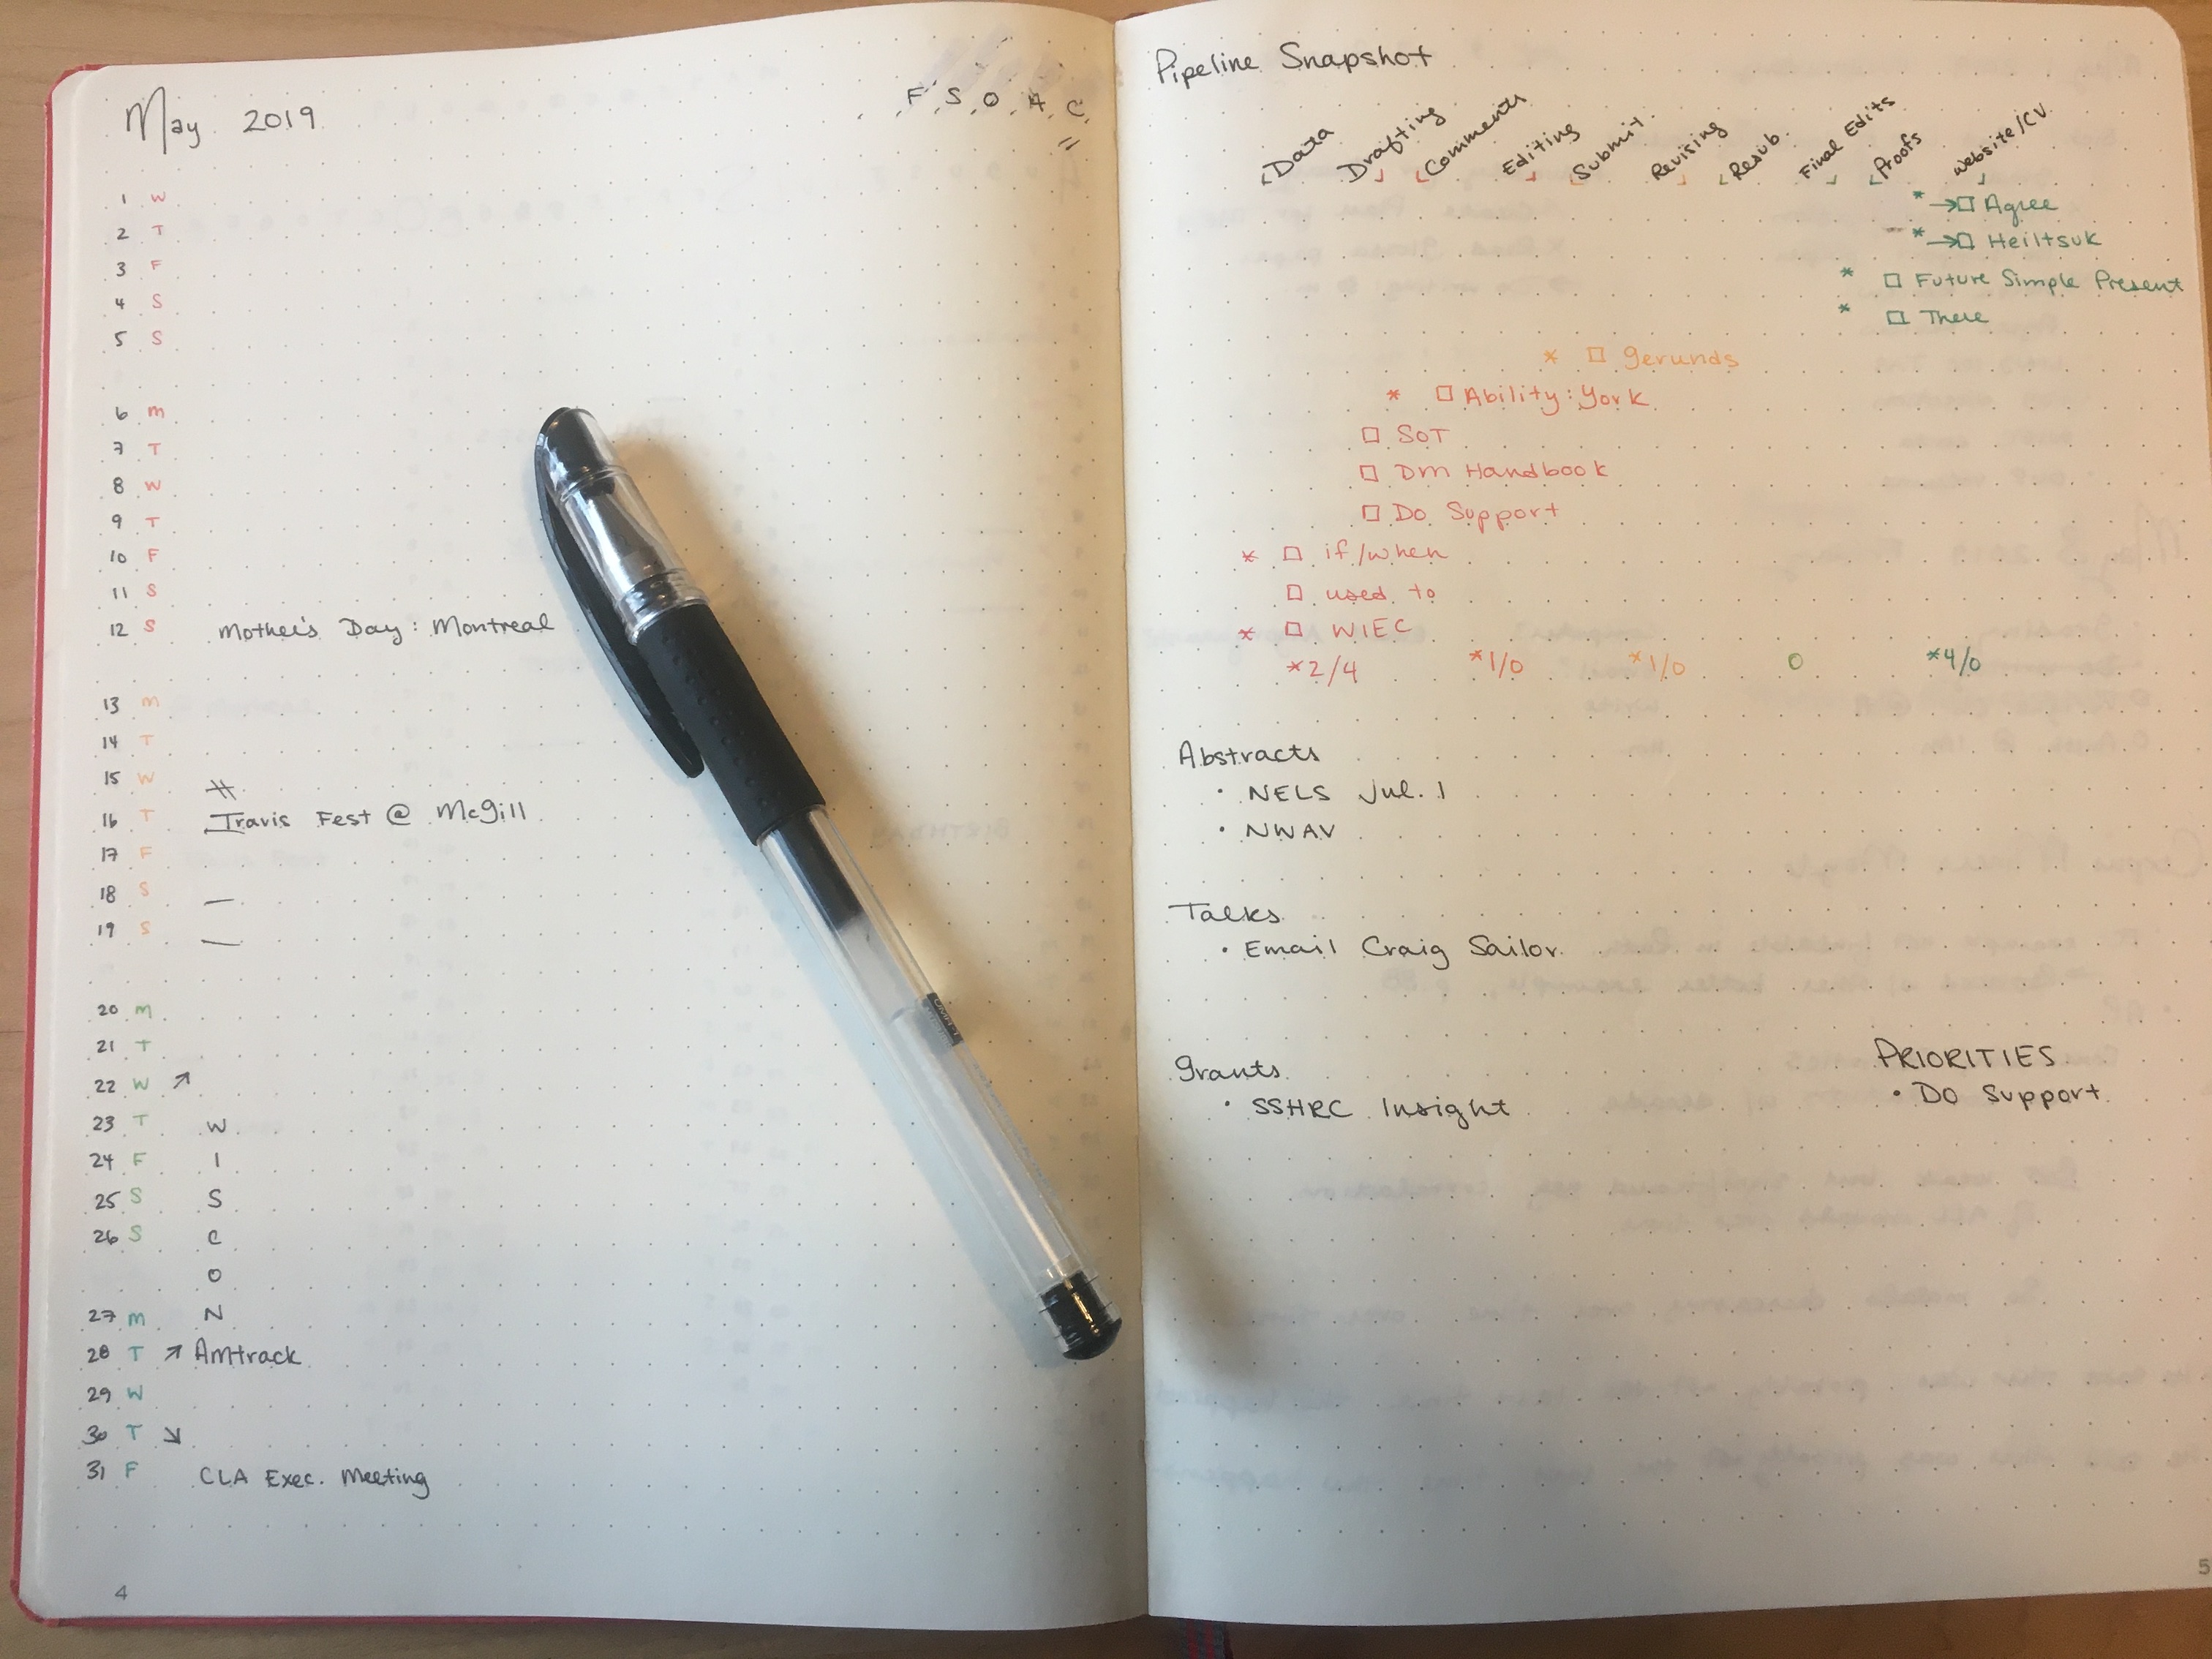 May 2019
F S O A C
1 W
2 T
3 F
4 S
5 S
6 M
7 T
8 W
9 T
10 F
11 S
12 S Mother's Day: Montreal
13 M
14 T
15 W
16 T Travis Fest @ McGill
17 F
18 S
19 S
20 M
21 T
22 W ↗
23 T W
24 F I
25 S S
26 S C
O
27 M N
28 T ↗ Amtrack
29 W
30 T ↘
31 F CLA Exec. Meeting
4
Pipeline Snapshot
Data Drafting Comments Editing Submit. Revising Resub. Final Edits Proofs Website/CV
* → □ Agree
* → □ Heiltsuk
* □ Future Simple Present
* □ There
* □ gerunds
* □ Ability: York
□ SoT
□ DM Handbook
□ Do Support
* □ if/when
□ used to
* □ WIEC
*2/4 *1/0 *1/0 0 *4/0
Abstracts
• NELS Jul. 1
• NWAV
Talks
• Email Craig Sailor
Grants
• SSHRC Insight
PRIORITIES
• DO Support
5